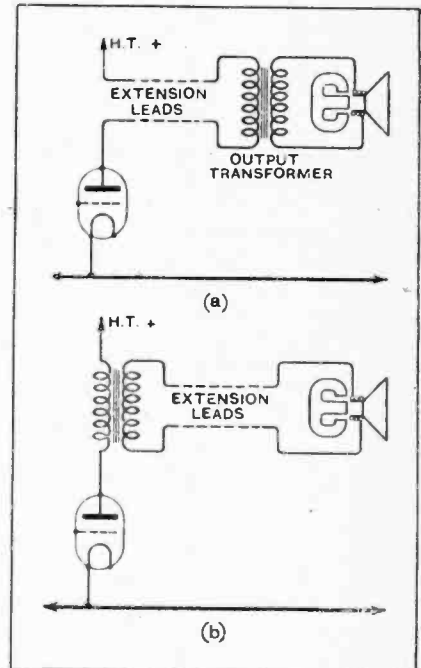 H.T. +
EXTENSION
LEADS
OUTPUT
TRANSFORMER
(a)
H.T. +
EXTENSION
LEADS
(b)